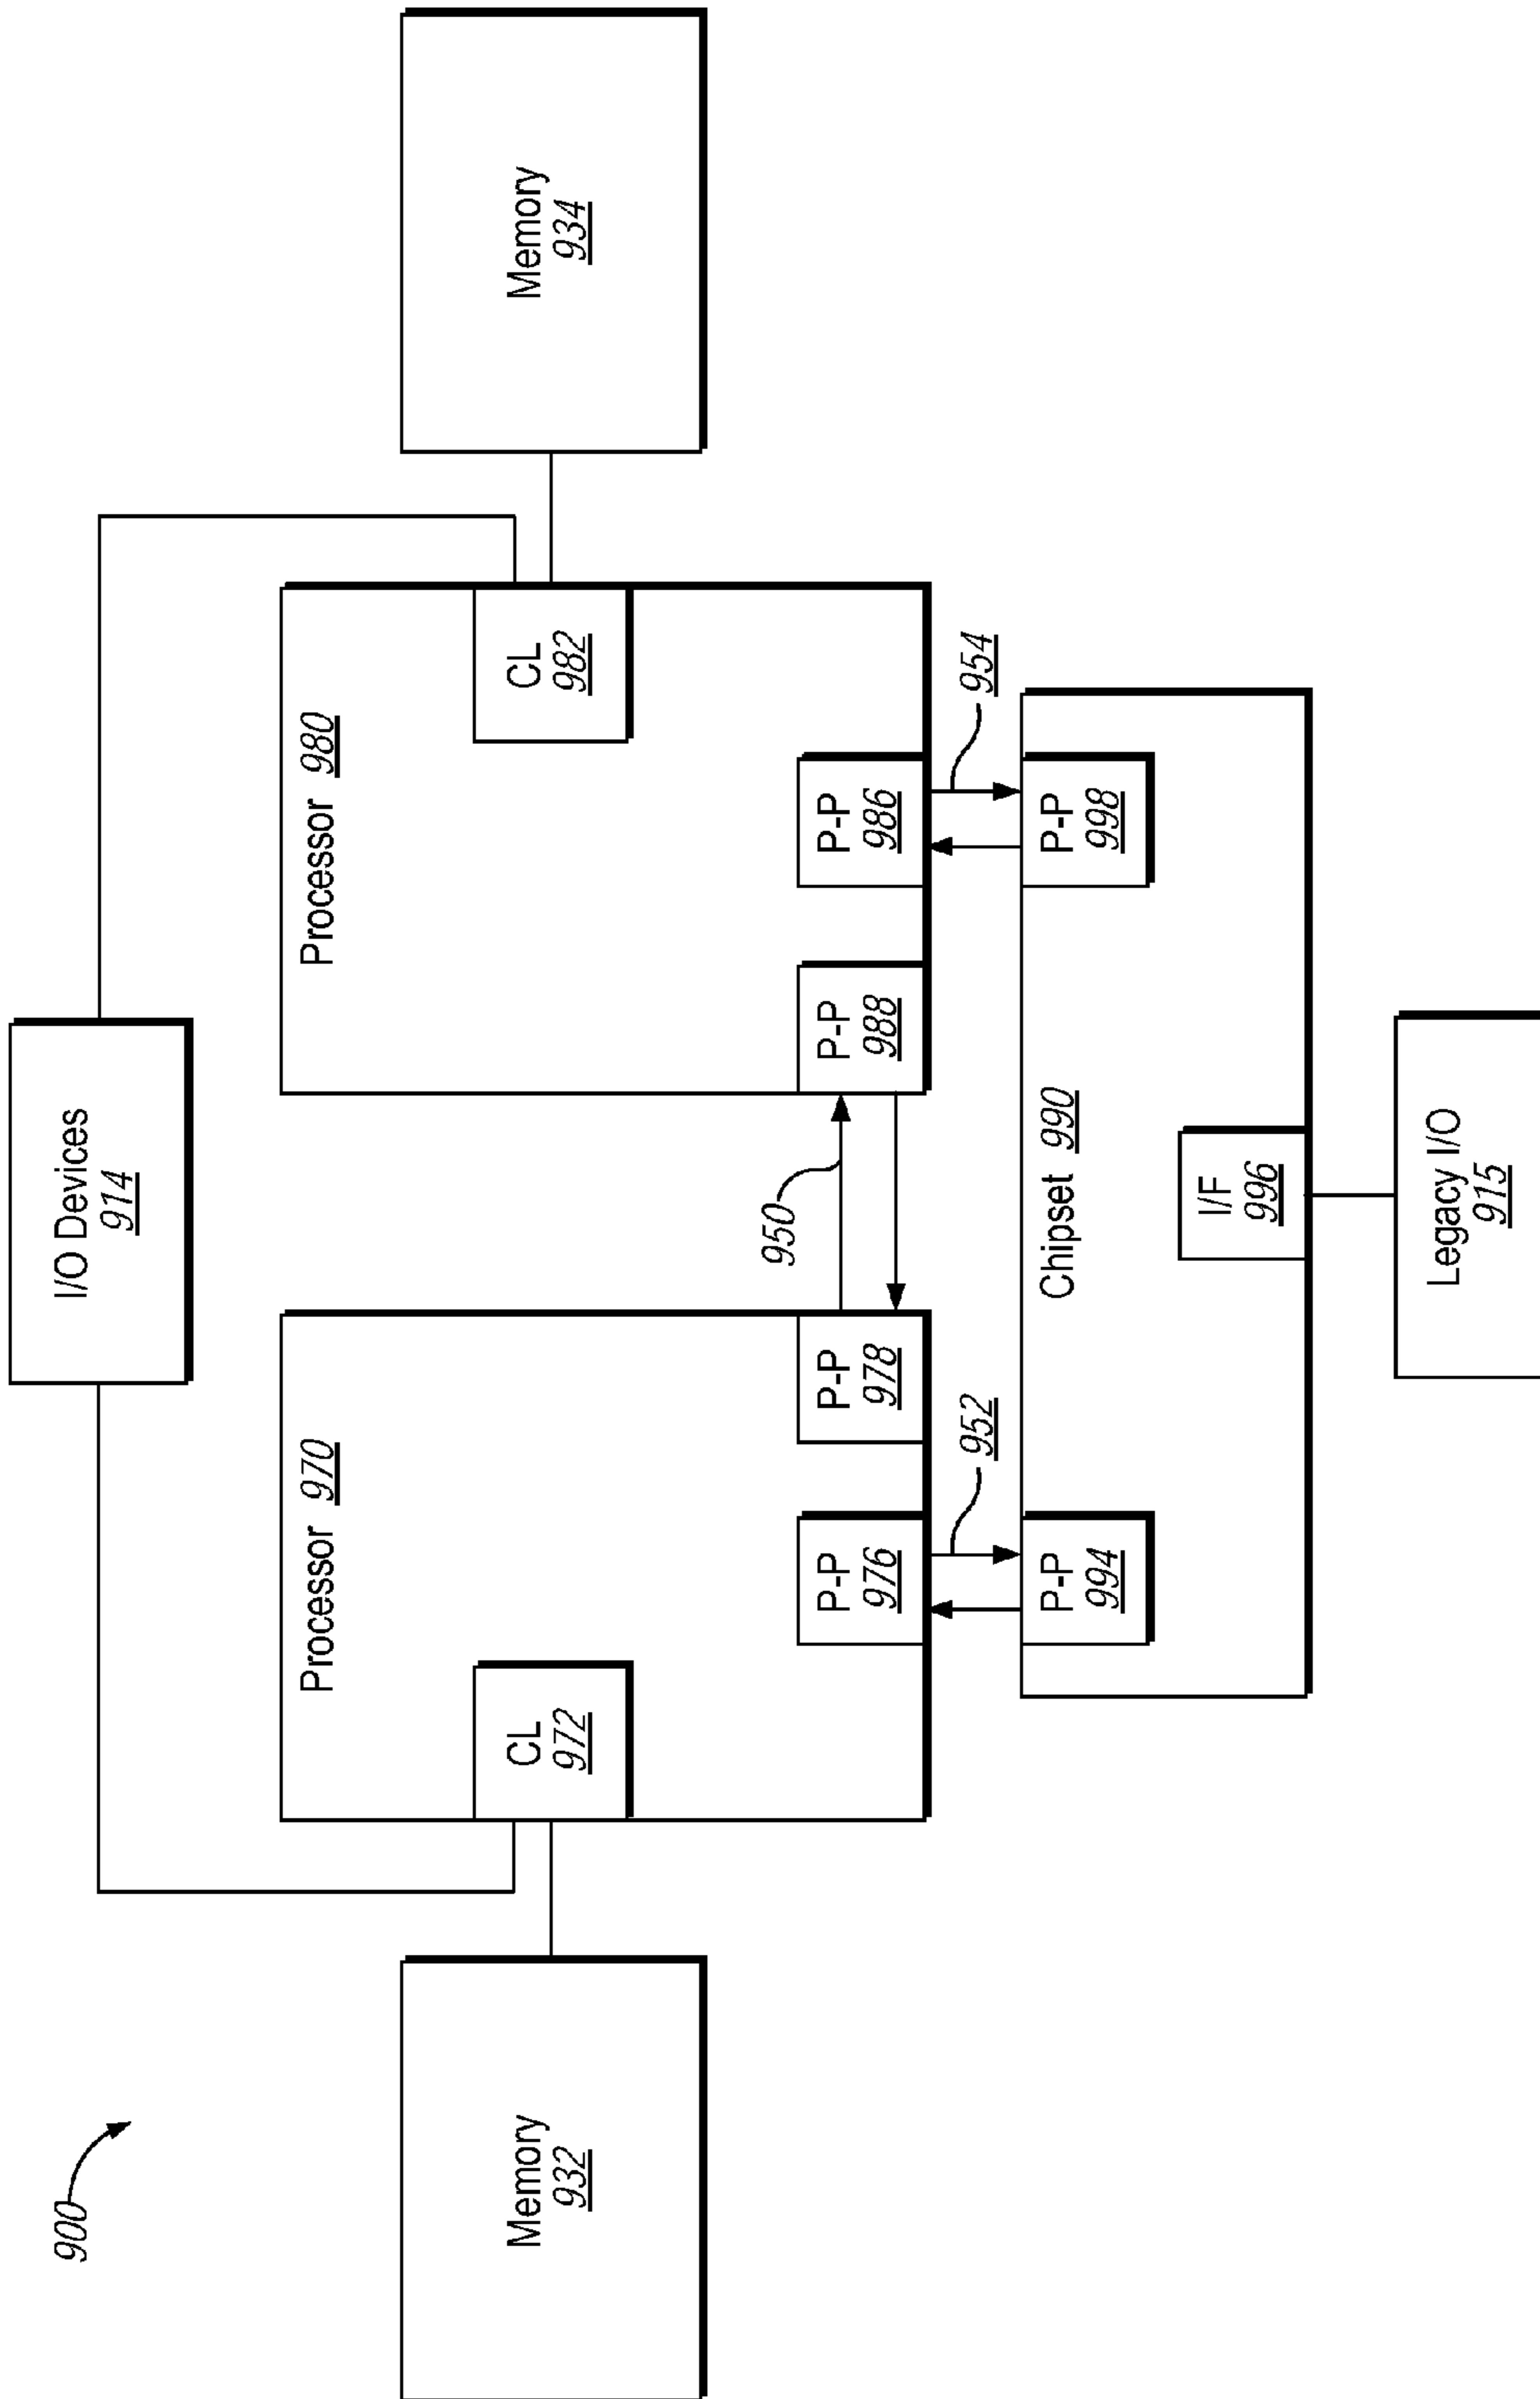 900
I/O Devices
914
Memory
932
Processor 970
CL
972
P-P
976
P-P
978
950
Processor 980
CL
982
P-P
988
P-P
986
Memory
934
952
954
Chipset 990
P-P
994
P-P
998
I/F
996
Legacy I/O
915